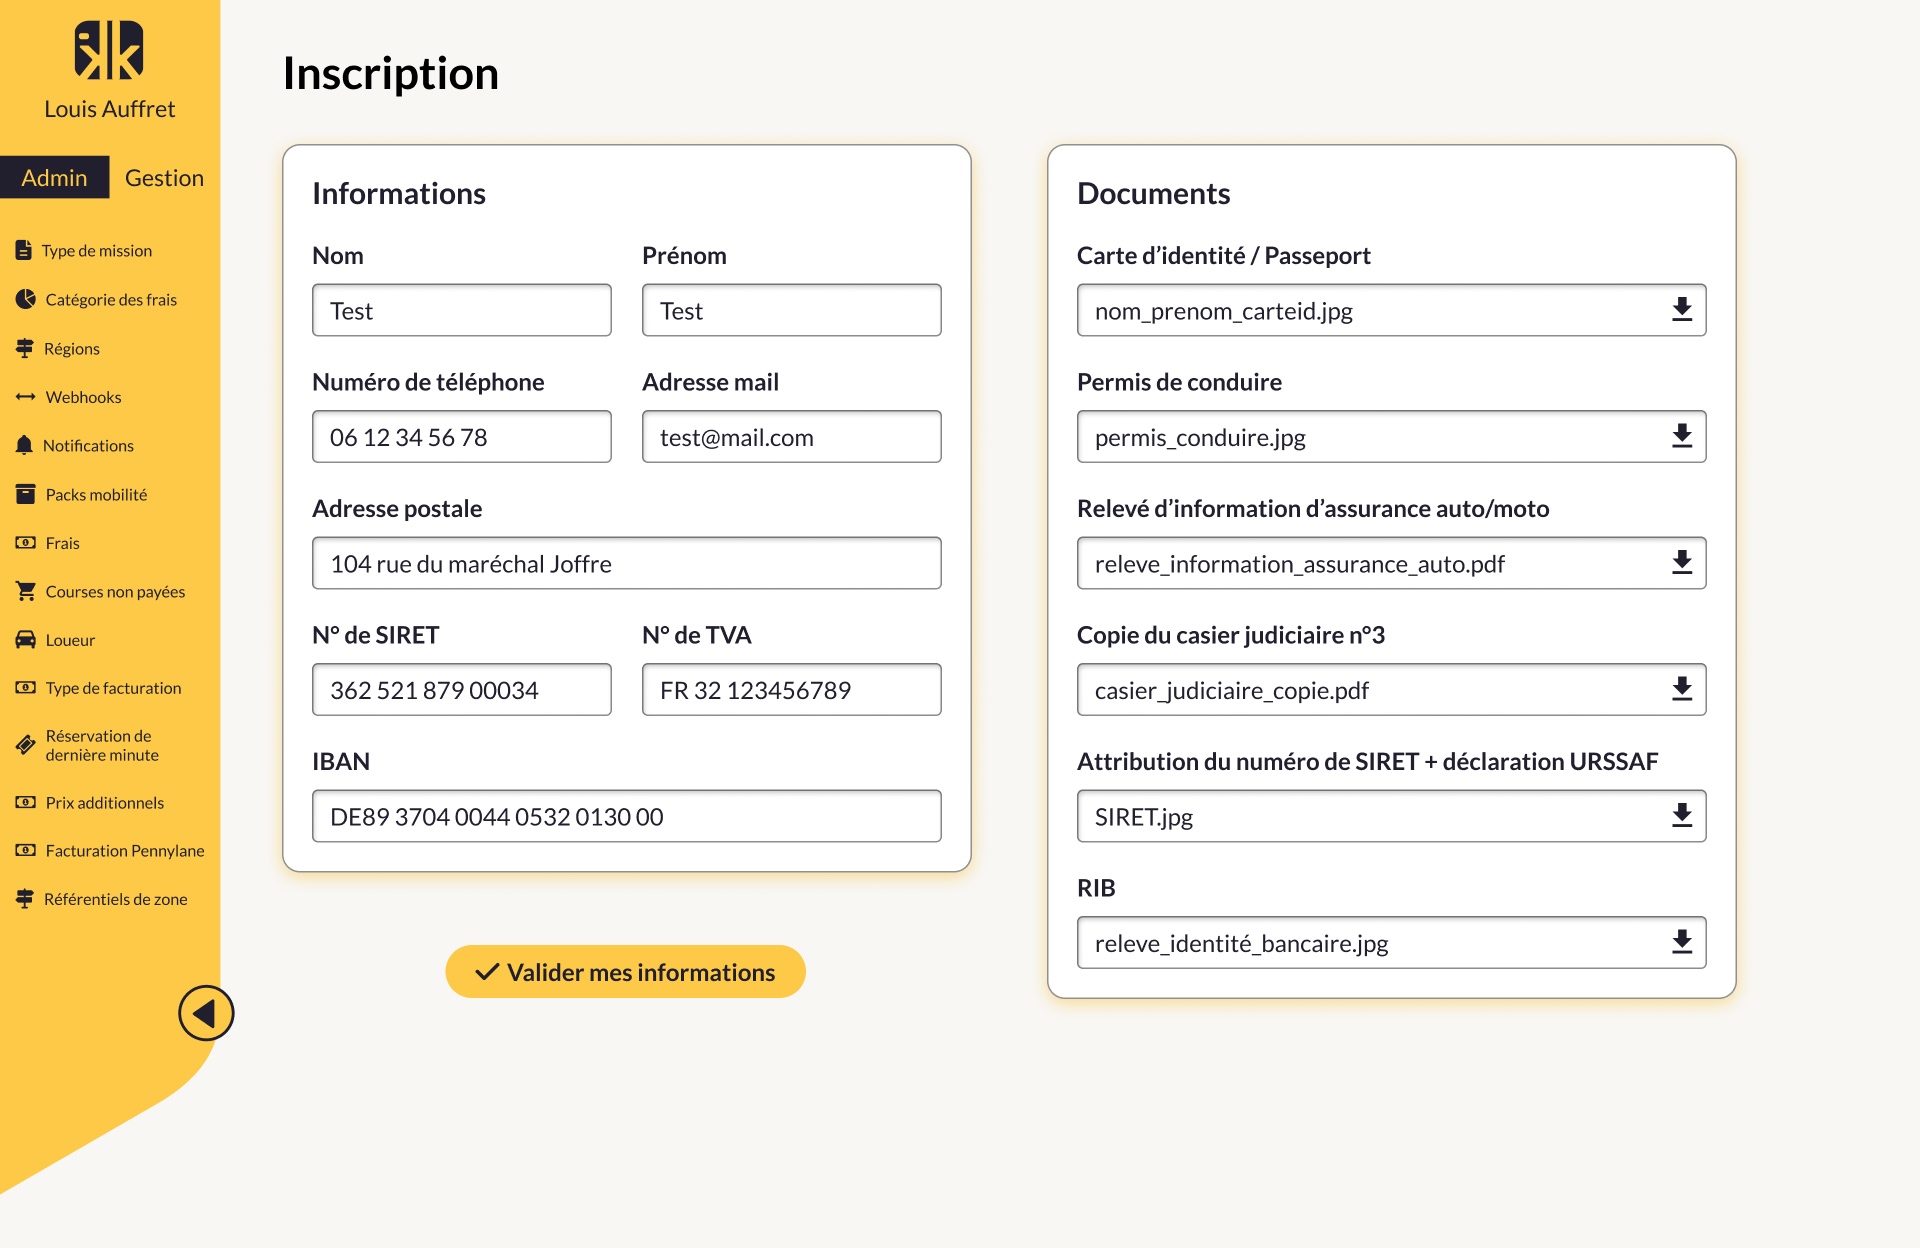 Louis Auffret
Admin
Gestion
Type de mission
Catégorie des frais
Régions
Webhooks
Notifications
Packs mobilité
Frais
Courses non payées
Loueur
Type de facturation
Réservation de
dernière minute
Prix additionnels
Facturation Pennylane
Référentiels de zone
Inscription
Informations
Nom
Prénom
Test
Test
Numéro de téléphone
Adresse mail
06 12 34 56 78
test@mail.com
Adresse postale
104 rue du maréchal Joffre
N° de SIRET
N° de TVA
362 521 879 00034
FR 32 123456789
IBAN
DE89 3704 0044 0532 0130 00
Valider mes informations
Documents
Carte d’identité / Passeport
nom_prenom_carteid.jpg
Permis de conduire
permis_conduire.jpg
Relevé d’information d’assurance auto/moto
releve_information_assurance_auto.pdf
Copie du casier judiciaire n°3
casier_judiciaire_copie.pdf
Attribution du numéro de SIRET + déclaration URSSAF
SIRET.jpg
RIB
releve_identité_bancaire.jpg